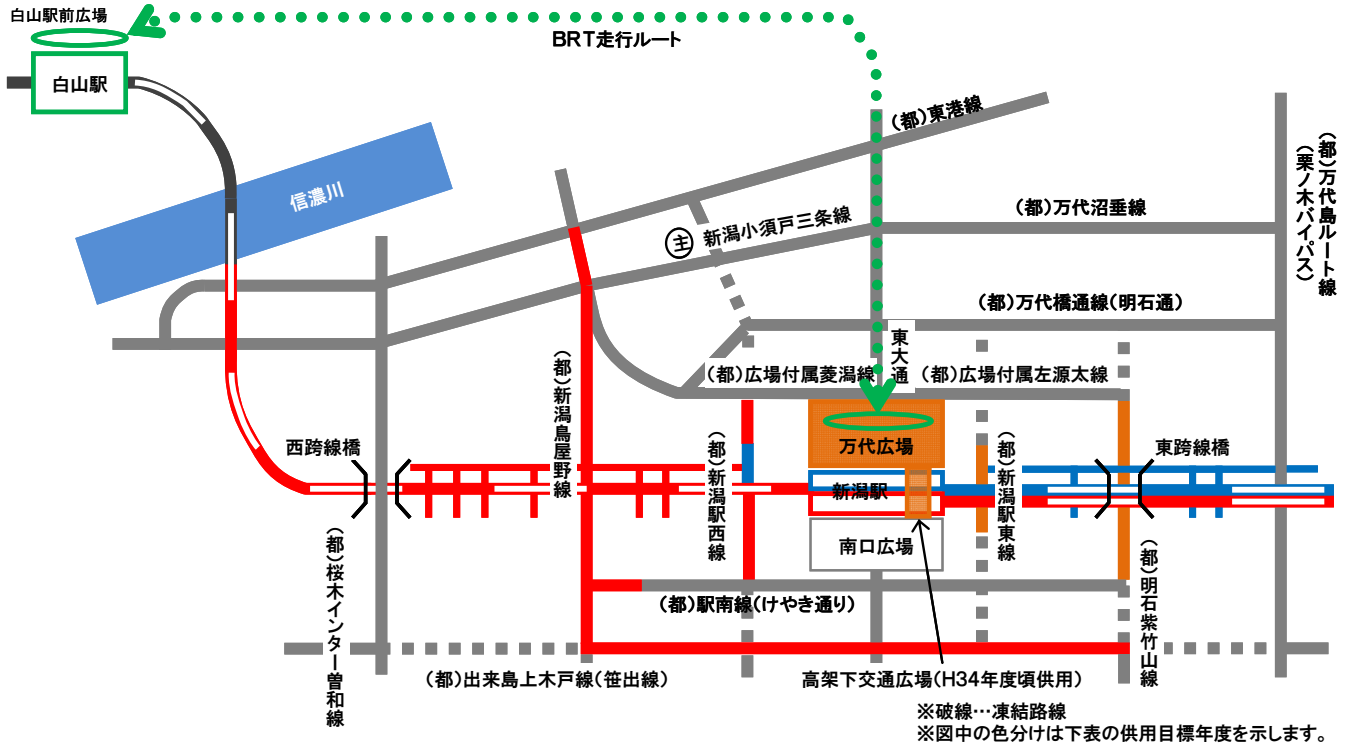 白山駅前広場
白山駅
BRT走行ルート
信濃川
(都)東港線
(都)万代島ルート線
(栗ノ木バイパス)
(都)万代沼垂線
主 新潟小須戸三条線
(都)万代橋通線(明石通)
東大通
(都)広場付属菱潟線
(都)広場付属左源太線
(都)新潟鳥屋野線
西跨線橋
(都)新潟駅西線
万代広場
新潟駅
南口広場
(都)新潟駅東線
東跨線橋
(都)桜木インター曽和線
(都)駅南線(けやき通り)
(都)明石紫竹山線
(都)出来島上木戸線(笹出線)
高架下交通広場(H34年度頃供用)
※破線…凍結路線
※図中の色分けは下表の供用目標年度を示します。